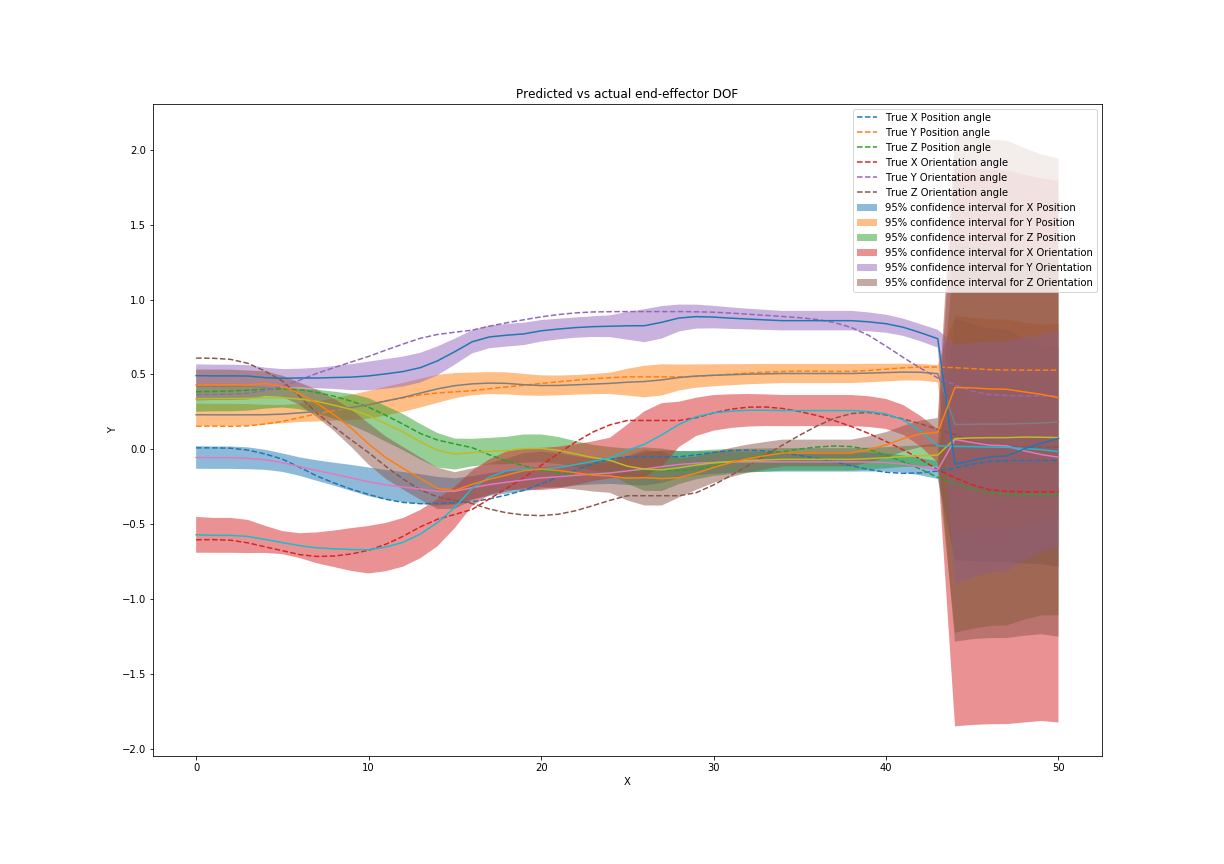 Predicted vs actual end-effector DOF
True X Position angle
True Y Position angle
True Z Position angle
True X Orientation angle
True Y Orientation angle
True Z Orientation angle
95% confidence interval for X Position
95% confidence interval for Y Position
95% confidence interval for Z Position
95% confidence interval for X Orientation
95% confidence interval for Y Orientation
95% confidence interval for Z Orientation
2.0
1.5
1.0
0.5
0.0
−0.5
−1.0
−1.5
−2.0
Y
0 10 20 30 40 50
X